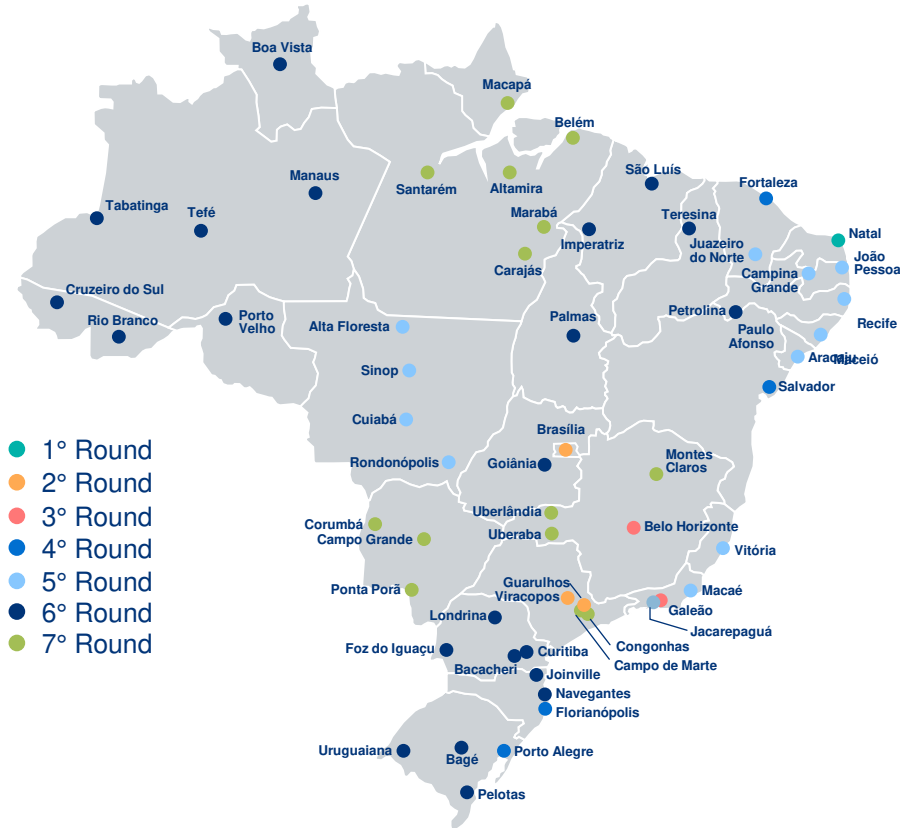 Boa Vista
Macapá
Belém
Santarém
Altamira
Manaus
São Luís
Fortaleza
Tabatinga
Tefé
Marabá
Imperatriz
Teresina
Natal
Juazeiro
do Norte
João
Pessoa
Campina
Grande
Carajás
Cruzeiro do Sul
Rio Branco
Porto
Velho
Alta Floresta
Palmas
Petrolina
Paulo
Afonso
Recife
Aracaju
Maceió
Sinop
Salvador
Cuiabá
Brasília
Rondonópolis
Goiânia
Montes
Claros
1° Round
2° Round
3° Round
4° Round
5° Round
6° Round
7° Round
Corumbá
Campo Grande
Uberlândia
Uberaba
Belo Horizonte
Vitória
Ponta Porã
Guarulhos
Viracopos
Macaé
Galeão
Jacarepaguá
Londrina
Congonhas
Campo de Marte
Foz do Iguaçu
Curitiba
Bacacheri
Joinville
Navegantes
Florianópolis
Uruguaiana
Bagé
Porto Alegre
Pelotas